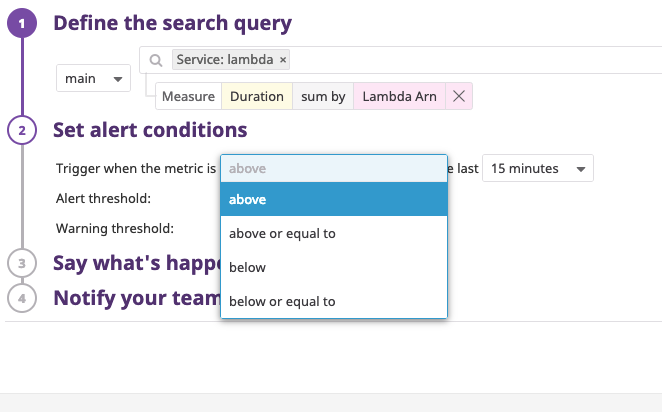 1 Define the search query
Service: lambda ×
main
Measure Duration sum by Lambda Arn ×
2 Set alert conditions
Trigger when the metric is above e last 15 minutes
above
Alert threshold:
above or equal to
Warning threshold:
below
3 Say what's happe
below or equal to
4 Notify your team